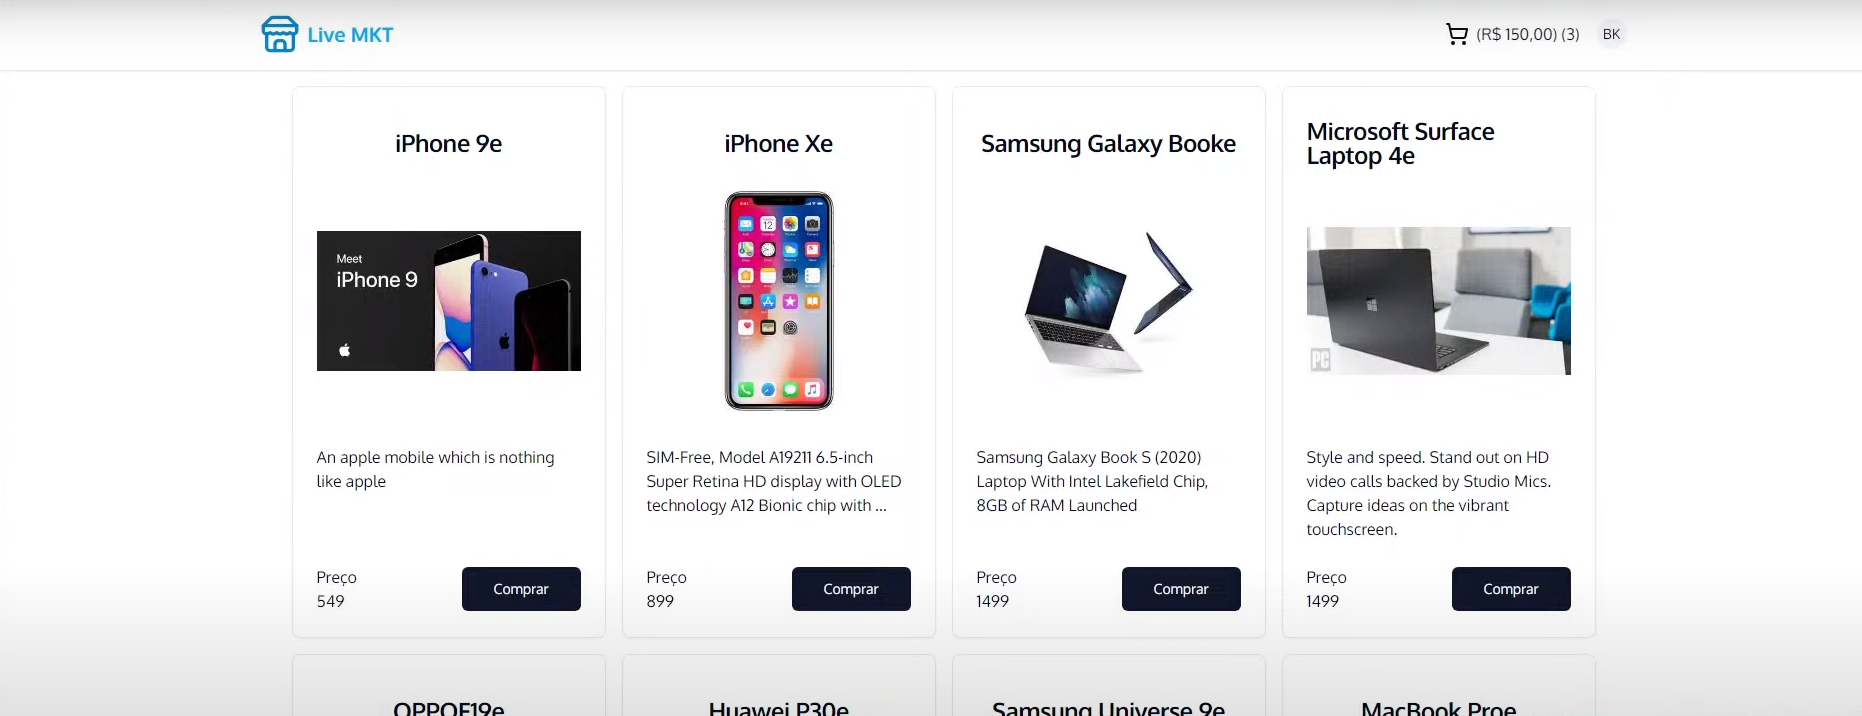 Live MKT
(R$ 150,00) (3)
BK
iPhone 9e
iPhone Xe
Samsung Galaxy Booke
Microsoft Surface
Laptop 4e
Meet
iPhone 9
PC
An apple mobile which is nothing
like apple
SIM-Free, Model A19211 6.5-inch
Super Retina HD display with OLED
technology A12 Bionic chip with ...
Samsung Galaxy Book S (2020)
Laptop With Intel Lakefield Chip,
8GB of RAM Launched
Style and speed. Stand out on HD
video calls backed by Studio Mics.
Capture ideas on the vibrant
touchscreen.
Preço
549
Comprar
Preço
899
Comprar
Preço
1499
Comprar
Preço
1499
Comprar
OPPOF19e
Huawei P30e
Samsung Universe 9e
MacBook Proe